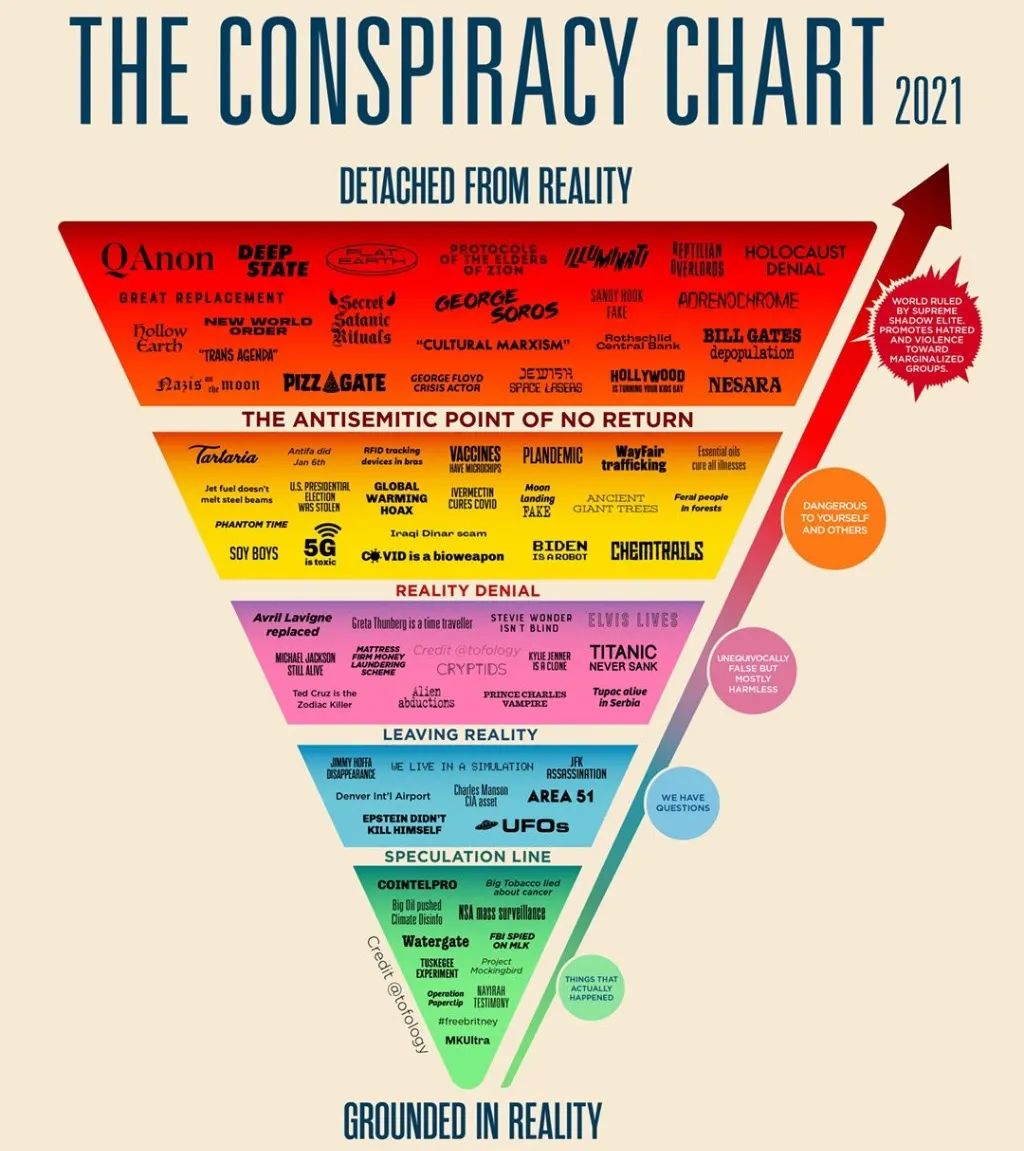 THE CONSPIRACY CHART 2021
DETACHED FROM REALITY
QAnon
DEEP
STATE
FLAT
EARTH
PROTOCOLS
OF THE ELDERS
OF ZION
ILLUMINATI
REPTILIAN
OVERLORDS
HOLOCAUST
DENIAL
GREAT REPLACEMENT
Secret
Satanic
Rituals
GEORGE
SOROS
SANDY HOOK
FAKE
ADRENOCHROME
Hollow
Earth
NEW WORLD
ORDER
"TRANS AGENDA"
"CULTURAL MARXISM"
Rothschild
Central Bank
BILL GATES
depopulation
Nazis on the moon
PIZZAGATE
GEORGE FLOYD
CRISIS ACTOR
JEWISH
SPACE LASERS
HOLLYWOOD
IS TURNING YOUR KIDS GAY
NESARA
WORLD RULED
BY SUPREME
SHADOW ELITE.
PROMOTES HATRED
AND VIOLENCE
TOWARD
MARGINALIZED
GROUPS.
THE ANTISEMITIC POINT OF NO RETURN
Tartaria
Antifa did
Jan 6th
RFID tracking
devices in bras
VACCINES
HAVE MICROCHIPS
PLANDEMIC
WayFair
trafficking
Essential oils
cure all illnesses
Jet fuel doesn't
melt steel beams
U.S. PRESIDENTIAL
ELECTION
WAS STOLEN
GLOBAL
WARMING
HOAX
IVERMECTIN
CURES COVID
Moon
landing
FAKE
ANCIENT
GIANT TREES
Feral people
in forests
PHANTOM TIME
SOY BOYS
5G
is toxic
Iraqi Dinar scam
COVID is a bioweapon
BIDEN
IS A ROBOT
CHEMTRAILS
DANGEROUS
TO YOURSELF
AND OTHERS
REALITY DENIAL
Avril Lavigne
replaced
Greta Thunberg is a time traveller
STEVIE WONDER
ISN T BLIND
ELVIS LIVES
MICHAEL JACKSON
STILL ALIVE
MATTRESS
FIRM MONEY
LAUNDERING
SCHEME
Credit @tofology
CRYPTIDS
KYLIE JENNER
IS A CLONE
TITANIC
NEVER SANK
Ted Cruz is the
Zodiac Killer
Alien
abductions
PRINCE CHARLES
VAMPIRE
Tupac alive
in Serbia
UNEQUIVOCALLY
FALSE BUT
MOSTLY
HARMLESS
LEAVING REALITY
JIMMY HOFFA
DISAPPEARANCE
WE LIVE IN A SIMULATION
JFK
ASSASSINATION
Denver Int'l Airport
Charles Manson
CIA asset
AREA 51
EPSTEIN DIDN'T
KILL HIMSELF
UFOs
WE HAVE
QUESTIONS
SPECULATION LINE
COINTELPRO
Big Tobacco lied
about cancer
Big Oil pushed
Climate Disinfo
NSA mass surveillance
Watergate
FBI SPIED
ON MLK
TUSKEGEE
EXPERIMENT
Project
Mockingbird
Operation
Paperclip
NAYIRAH
TESTIMONY
#freebritney
MKUltra
Credit @tofology
THINGS THAT
ACTUALLY
HAPPENED
GROUNDED IN REALITY